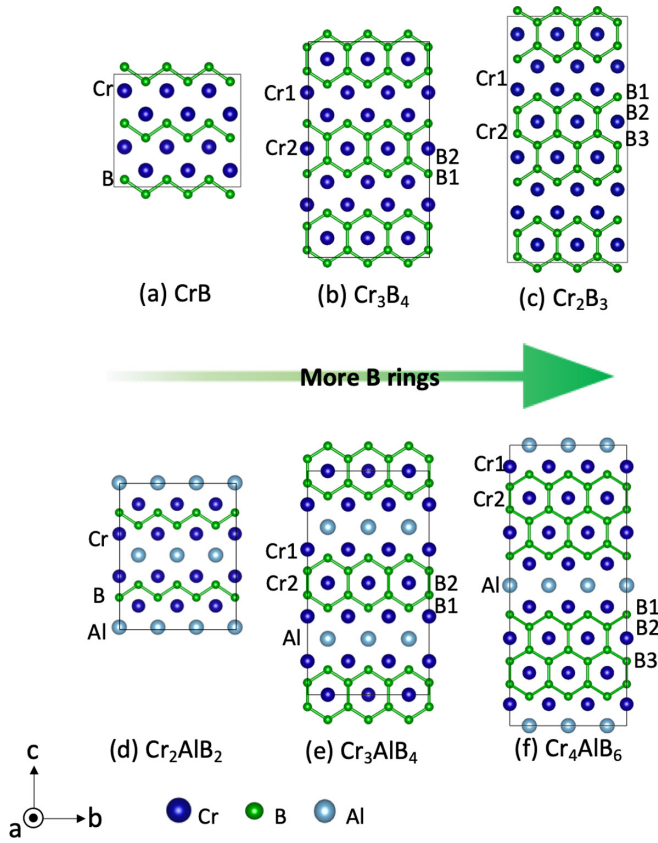 Cr
B
Cr1
Cr2
B2
B1
Cr1
Cr2
B1
B2
B3
(a) CrB
(b) Cr₃B₄
(c) Cr₂B₃
More B rings
Cr
B
Al
Cr1
Cr2
Al
B2
B1
Cr1
Cr2
Al
B1
B2
B3
(d) Cr₂AlB₂
(e) Cr₃AlB₄
(f) Cr₄AlB₆
c
a
b
Cr
B
Al